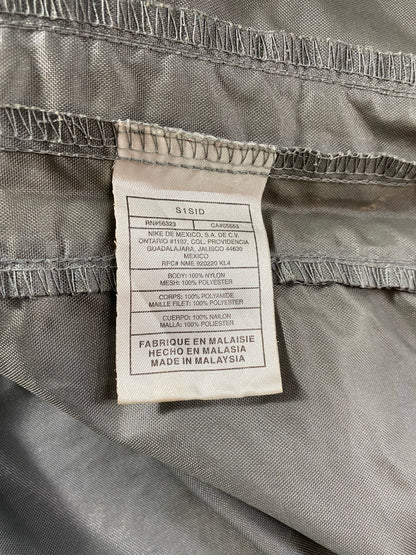 S1SID
RN#56323 CA#05553
NIKE DE MEXICO, S.A. DE C.V.
ONTARIO #1107, COL. PROVIDENCIA
GUADALAJARA, JALISCO 44630
MEXICO
RFC# NME 920220 KL4
BODY: 100% NYLON
MESH: 100% POLYESTER
CORPS: 100% POLYAMIDE
MAILLE FILET: 100% POLYESTER
CUERPO: 100% NAILON
MALLA: 100% POLIESTER
FABRIQUE EN MALAISIE
HECHO EN MALASIA
MADE IN MALAYSIA